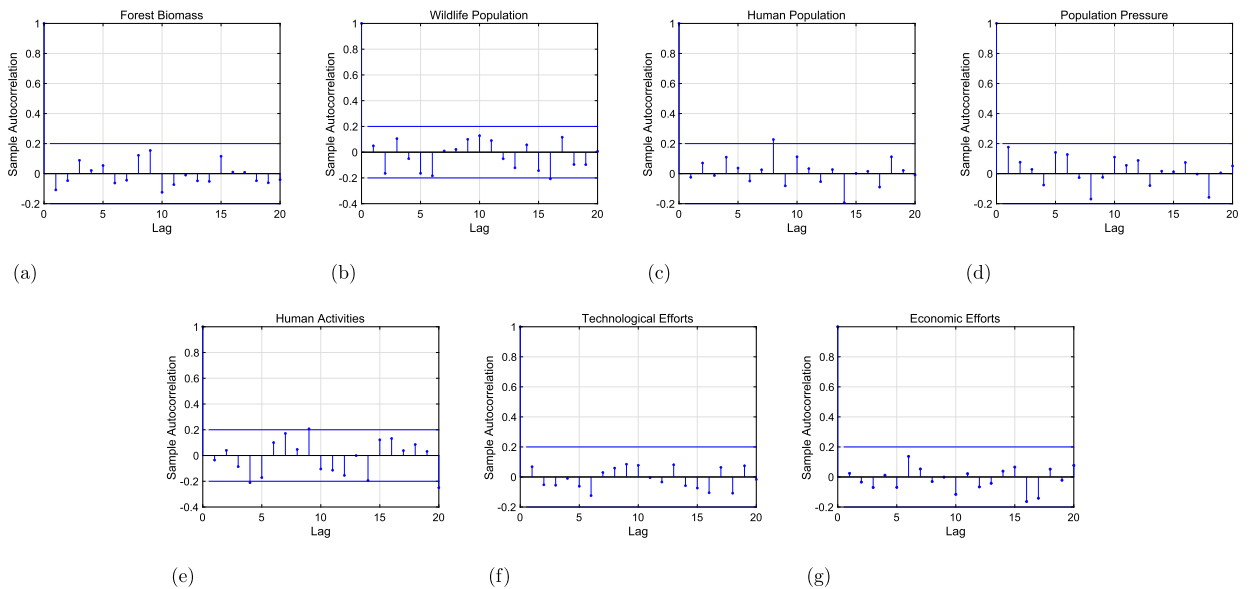 Forest Biomass
Wildlife Population
Human Population
Population Pressure
1
0.8
0.6
0.4
0.2
0
-0.2
0 5 10 15 20
Sample Autocorrelation
Lag
1
0.8
0.6
0.4
0.2
0
-0.2
-0.4
0 5 10 15 20
Sample Autocorrelation
Lag
1
0.8
0.6
0.4
0.2
0
-0.2
0 5 10 15 20
Sample Autocorrelation
Lag
1
0.8
0.6
0.4
0.2
0
-0.2
0 5 10 15 20
Sample Autocorrelation
Lag
(a)
(b)
(c)
(d)
Human Activities
Technological Efforts
Economic Efforts
1
0.8
0.6
0.4
0.2
0
-0.2
-0.4
0 5 10 15 20
Sample Autocorrelation
Lag
1
0.8
0.6
0.4
0.2
0
-0.2
0 5 10 15 20
Sample Autocorrelation
Lag
0.8
0.6
0.4
0.2
0
-0.2
0 5 10 15 20
Sample Autocorrelation
Lag
(e)
(f)
(g)